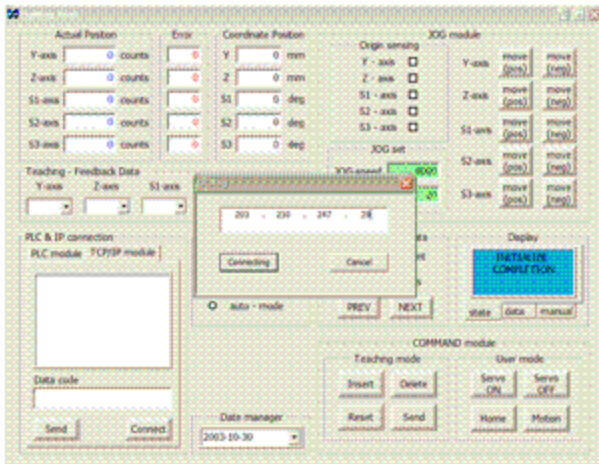 Actual Position
Error
Coordinate Position
JOG module
Y-axis 0 counts 0 Y 0 mm
Z-axis 0 counts 0 Z 0 mm
S1-axis 0 counts 0 S1 0 deg
S2-axis 0 counts 0 S2 0 deg
S3-axis 0 counts 0 S3 0 deg
Origin sensing
Y - axis
Z - axis
S1 - axis
S2 - axis
S3 - axis
Y-axis move (pos) move (neg)
Z-axis move (pos) move (neg)
S1-axis move (pos) move (neg)
S2-axis move (pos) move (neg)
S3-axis move (pos) move (neg)
JOG set
JOG-speed
Teaching - Feedback Data
Y-axis Z-axis S1-axis
203 . 230 . 247 .
Connecting Cancel
PLC & IP connection
PLC module TCP/IP module
Data code
Send Connect
auto - mode
PREV NEXT
Display
INITIALIZE
COMPLETION
state data manual
Date manager
2003-10-30
COMMAND module
Teaching mode
Insert Delete
Reset Send
User mode
Servo ON Servo OFF
Home Motion